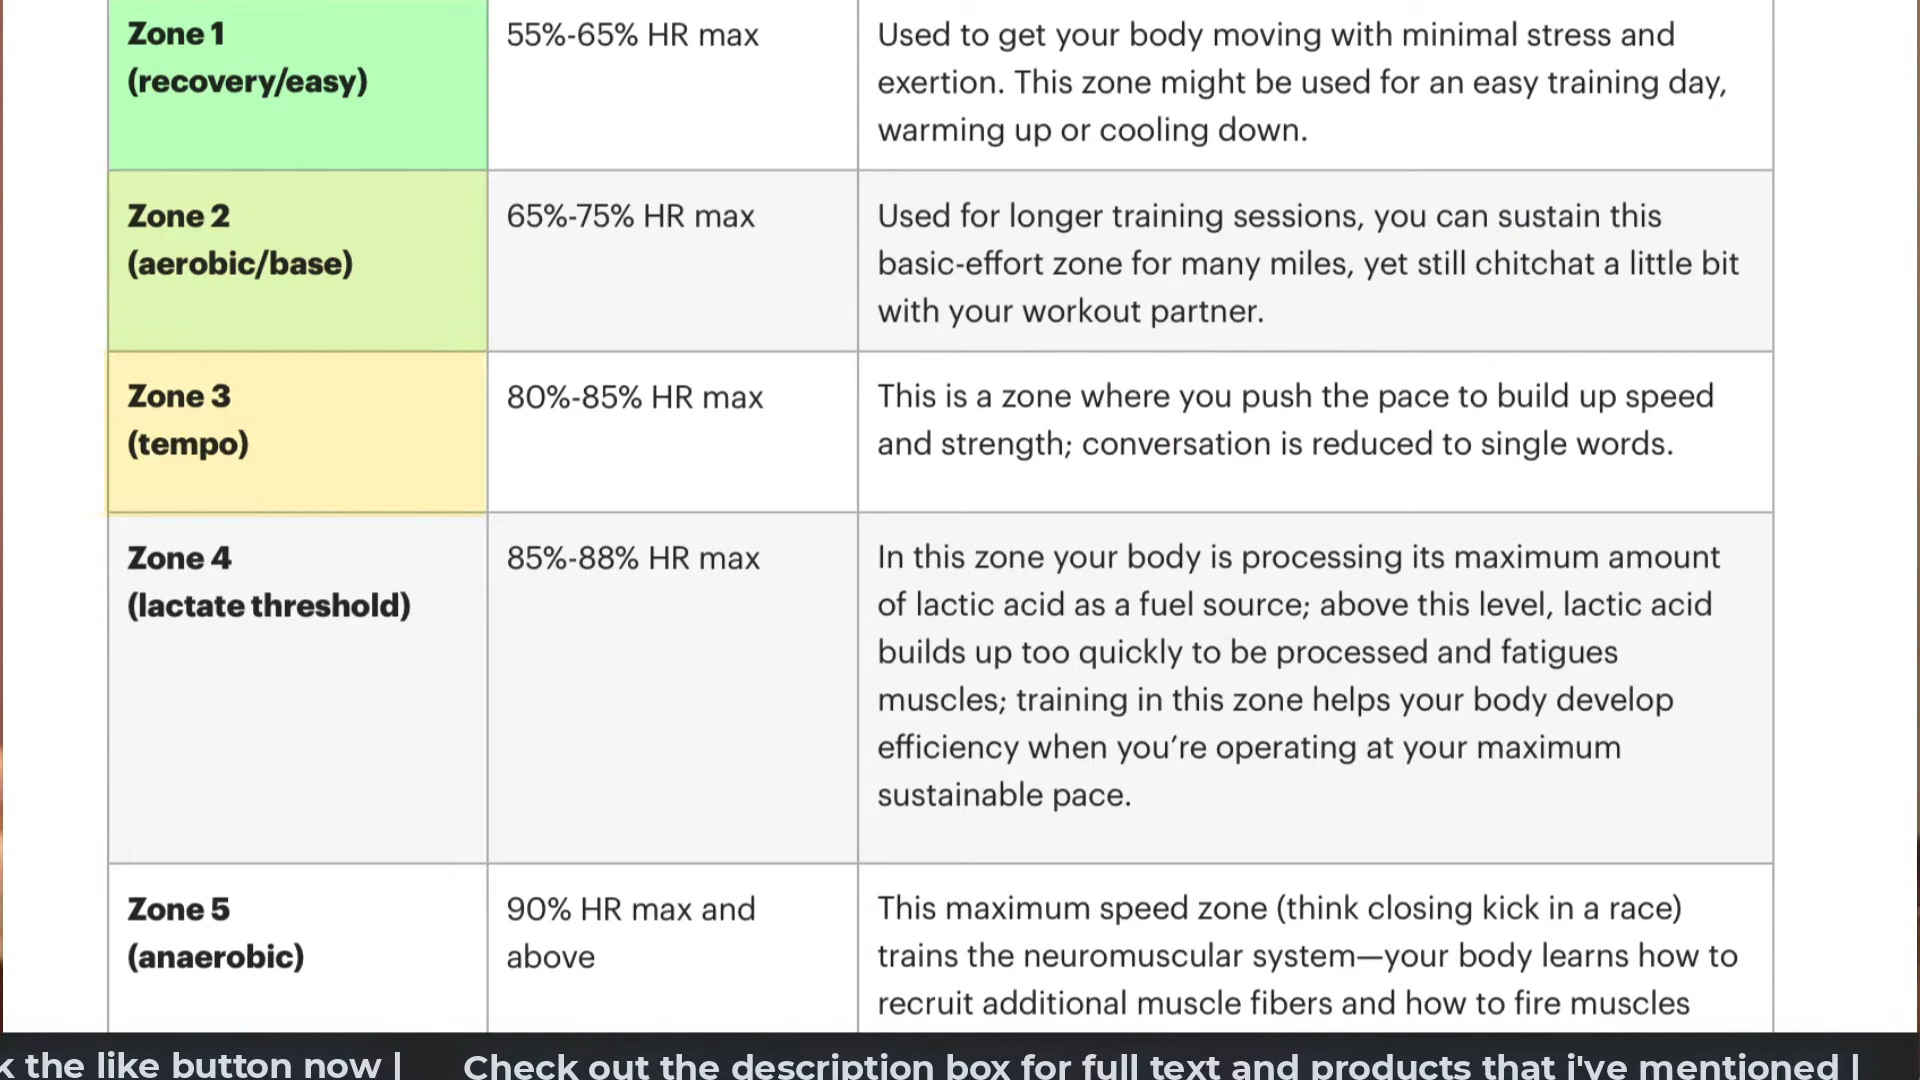 Zone 1
(recovery/easy)
55%-65% HR max
Used to get your body moving with minimal stress and
exertion. This zone might be used for an easy training day,
warming up or cooling down.
Zone 2
(aerobic/base)
65%-75% HR max
Used for longer training sessions, you can sustain this
basic-effort zone for many miles, yet still chitchat a little bit
with your workout partner.
Zone 3
(tempo)
80%-85% HR max
This is a zone where you push the pace to build up speed
and strength; conversation is reduced to single words.
Zone 4
(lactate threshold)
85%-88% HR max
In this zone your body is processing its maximum amount
of lactic acid as a fuel source; above this level, lactic acid
builds up too quickly to be processed and fatigues
muscles; training in this zone helps your body develop
efficiency when you’re operating at your maximum
sustainable pace.
Zone 5
(anaerobic)
90% HR max and
above
This maximum speed zone (think closing kick in a race)
trains the neuromuscular system—your body learns how to
recruit additional muscle fibers and how to fire muscles
k the like button now | Check out the description box for full text and products that i've mentioned |